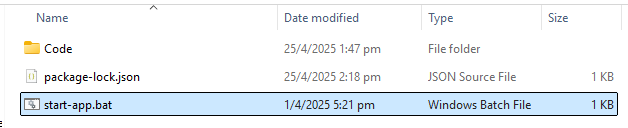 Name Date modified Type Size
Code 25/4/2025 1:47 pm File folder
package-lock.json 25/4/2025 2:18 pm JSON Source File 1 KB
start-app.bat 1/4/2025 5:21 pm Windows Batch File 1 KB